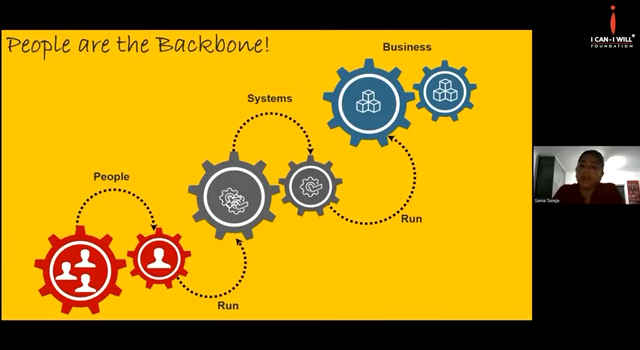 People are the Backbone!
Business
Systems
People
Run
Run
I CAN-I WILL®
FOUNDATION
Sama Taneja